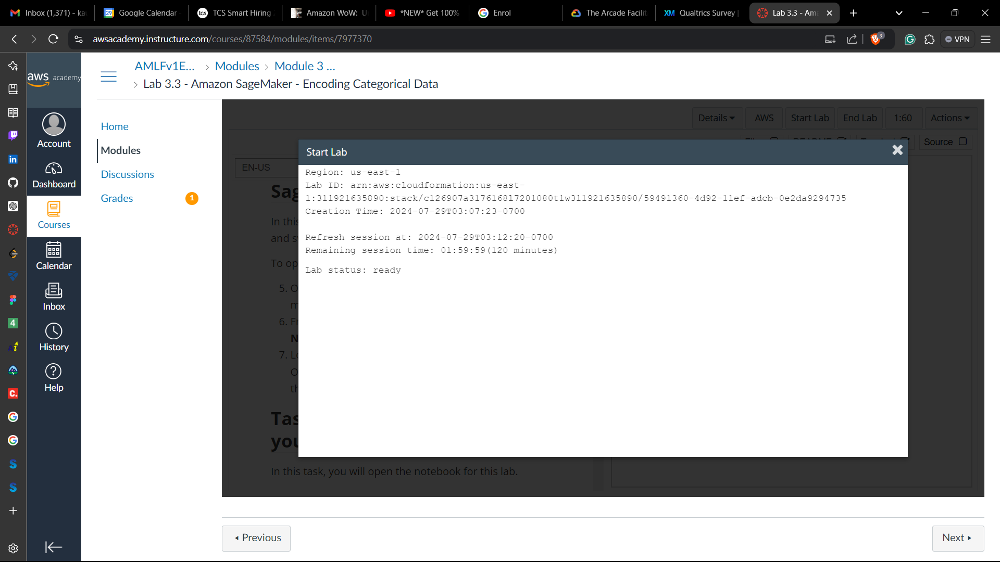 Inbox (1,371) - ka
Google Calendar
TCS Smart Hiring
Amazon WoW: U
*NEW* Get 100%
Enrol
The Arcade Facilit
Qualtrics Survey |
Lab 3.3 - Am
awsacademy.instructure.com/courses/87584/modules/items/7977370
3
VPN
aws academy
AMLFv1E... > Modules > Module 3 ...
> Lab 3.3 - Amazon SageMaker - Encoding Categorical Data
Account
Dashboard
Courses
Calendar
Inbox
History
Help
Home
Modules
Discussions
Grades 1
Details AWS Start Lab End Lab 1:60 Actions
Source
EN-US
Start Lab
Region: us-east-1
Lab ID: arn:aws:cloudformation:us-east-
1:311921635890:stack/c126907a3176168l7201080t1w311921635890/59491360-4d92-11ef-adcb-0e2da9294735
Creation Time: 2024-07-29T03:07:23-0700
Refresh session at: 2024-07-29T03:12:20-0700
Remaining session time: 01:59:59(120 minutes)
Lab status: ready
Sag
In this
and s
To op
5. O
m
6. Fr
N
7. Lo
O
th
Tas
you
In this task, you will open the notebook for this lab.
Previous
Next